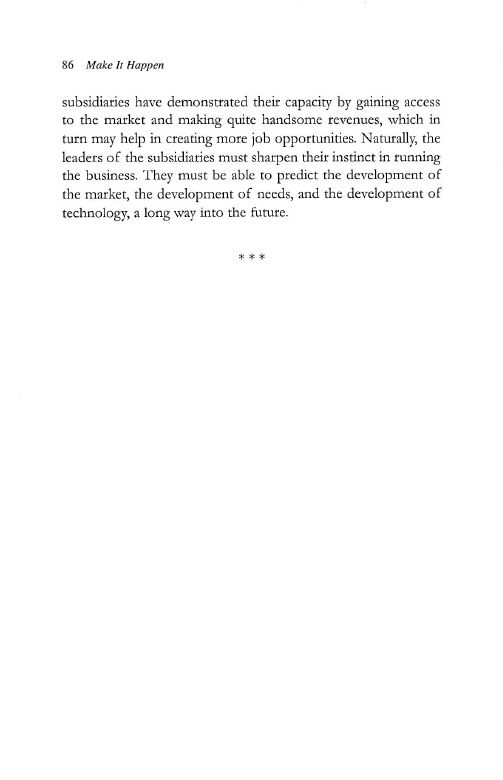 86 Make It Happen
subsidiaries have demonstrated their capacity by gaining access
to the market and making quite handsome revenues, which in
turn may help in creating more job opportunities. Naturally, the
leaders of the subsidiaries must sharpen their instinct in running
the business. They must be able to predict the development of
the market, the development of needs, and the development of
technology, a long way into the future.
* * *